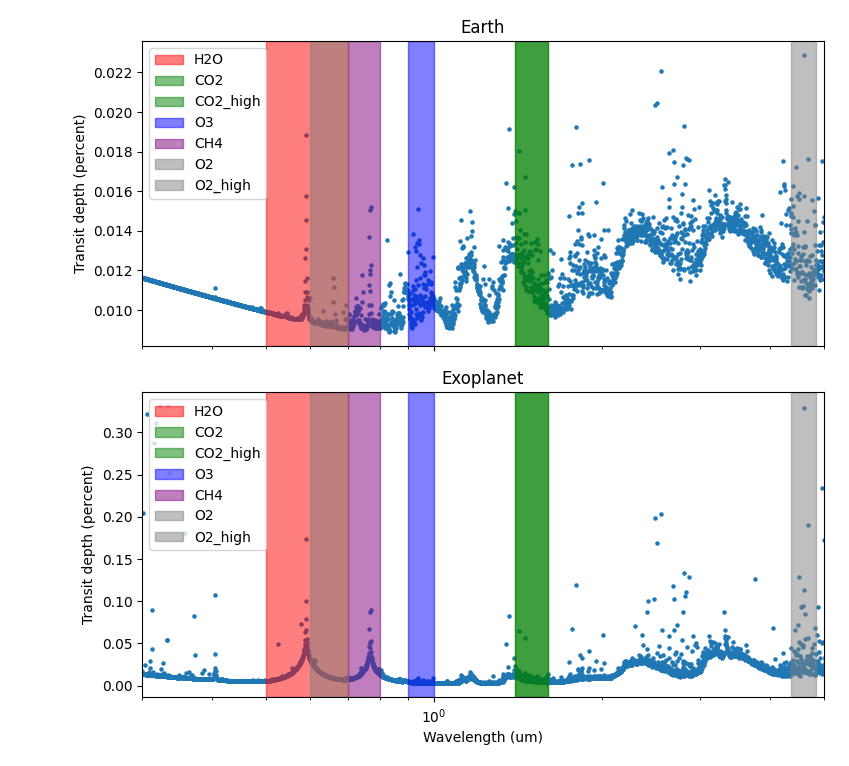 Earth
Transit depth (percent)
0.022
0.020
0.018
0.016
0.014
0.012
0.010
H2O
CO2
CO2_high
O3
CH4
O2
O2_high
Exoplanet
Transit depth (percent)
0.30
0.25
0.20
0.15
0.10
0.05
0.00
H2O
CO2
CO2_high
O3
CH4
O2
O2_high
10⁰
Wavelength (um)